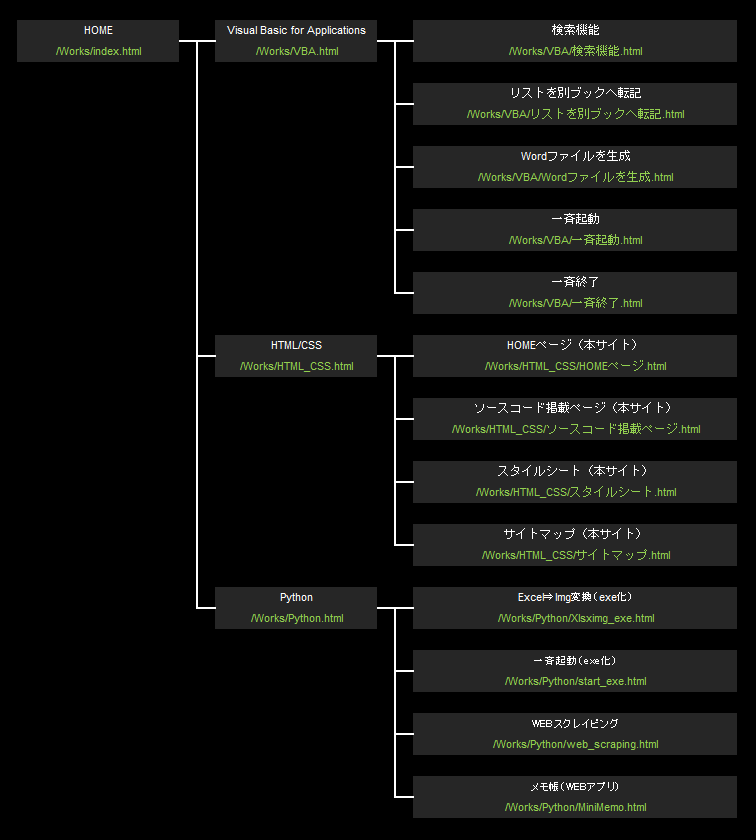 HOME
/Works/index.html
Visual Basic for Applications
/Works/VBA.html
検索機能
/Works/VBA/検索機能.html
リストを別ブックへ転記
/Works/VBA/リストを別ブックへ転記.html
Wordファイルを生成
/Works/VBA/Wordファイルを生成.html
一斉起動
/Works/VBA/一斉起動.html
一斉終了
/Works/VBA/一斉終了.html
HTML/CSS
/Works/HTML_CSS.html
HOMEページ（本サイト）
/Works/HTML_CSS/HOMEページ.html
ソースコード掲載ページ（本サイト）
/Works/HTML_CSS/ソースコード掲載ページ.html
スタイルシート（本サイト）
/Works/HTML_CSS/スタイルシート.html
サイトマップ（本サイト）
/Works/HTML_CSS/サイトマップ.html
Python
/Works/Python.html
Excel⇒Img変換（exe化）
/Works/Python/Xlsximg_exe.html
一斉起動（exe化）
/Works/Python/start_exe.html
WEBスクレイピング
/Works/Python/web_scraping.html
メモ帳（WEBアプリ）
/Works/Python/MiniMemo.html